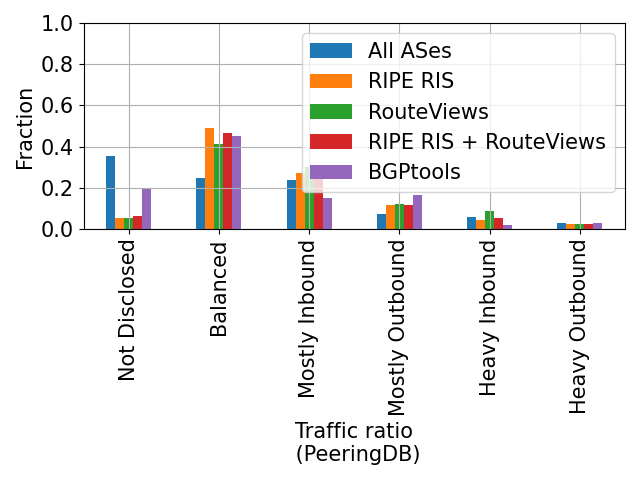 1.0
0.8
0.6
0.4
0.2
0.0
Fraction
All ASes
RIPE RIS
RouteViews
RIPE RIS + RouteViews
BGPtools
Not Disclosed
Balanced
Mostly Inbound
Mostly Outbound
Heavy Inbound
Heavy Outbound
Traffic ratio
(PeeringDB)